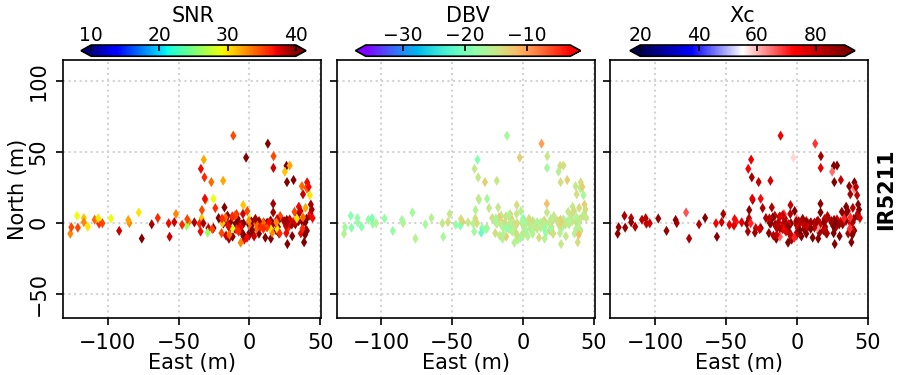 SNR DBV Xc
10 20 30 40 −30 −20 −10 20 40 60 80
North (m)
100
50
0
−50
IR5211
−100 −50 0 50 −100 −50 0 50 −100 −50 0 50
East (m) East (m) East (m)